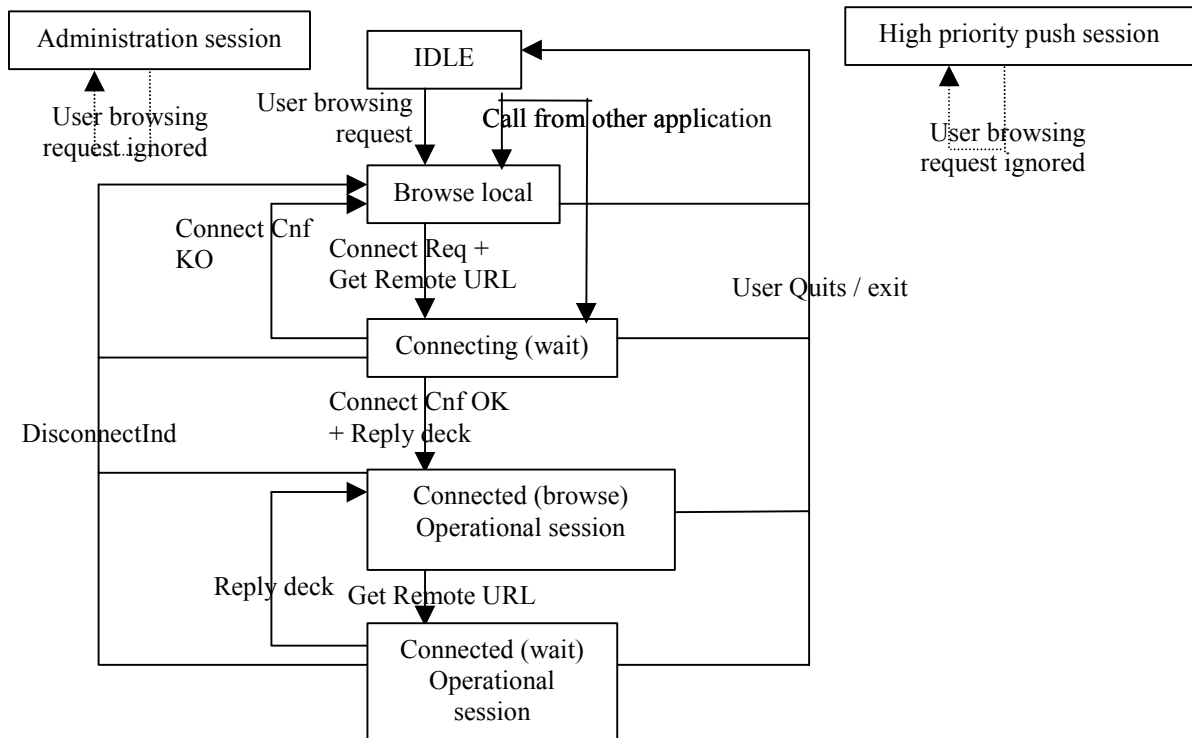 Administration session
IDLE
High priority push session
User browsing
request ignored
User browsing
request
Call from other application
User browsing
request ignored
Browse local
Connect Cnf
KO
Connect Req +
Get Remote URL
User Quits / exit
Connecting (wait)
Connect Cnf OK
+ Reply deck
DisconnectInd
Connected (browse)
Operational session
Reply deck
Get Remote URL
Connected (wait)
Operational
session